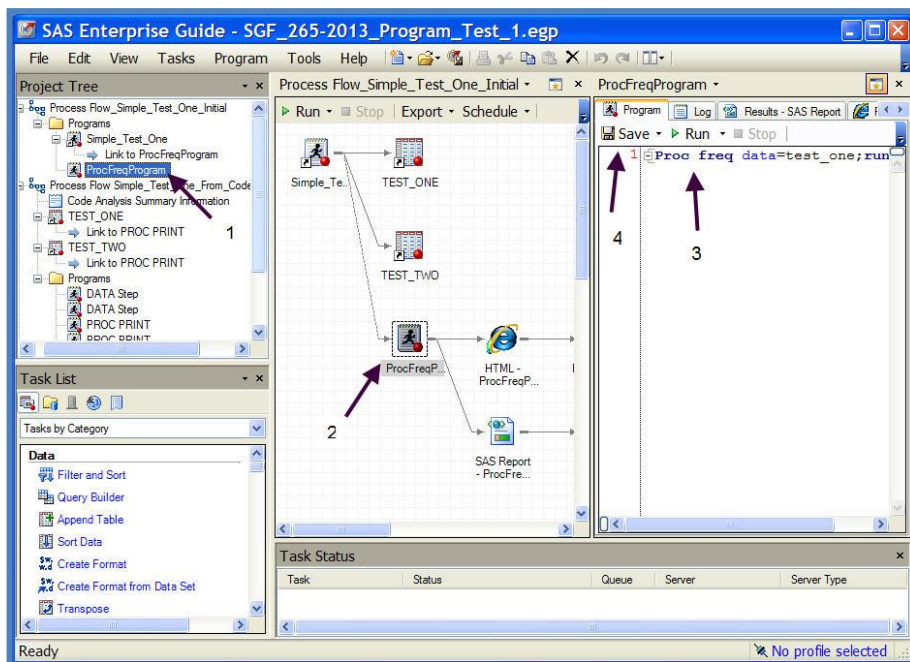 SAS Enterprise Guide - SGF_265-2013_Program_Test_1.egp
File Edit View Tasks Program Tools Help
Project Tree
Process Flow_Simple_Test_One_Initial
Programs
Simple_Test_One
Link to ProcFreqProgram
ProcFreqProgram
Process Flow Simple_Test_One_From_Code
Code Analysis Summary Information
TEST_ONE
Link to PROC PRINT
TEST_TWO
Link to PROC PRINT
Programs
DATA Step
DATA Step
PROC PRINT
PROC PRINT
1
Task List
Tasks by Category
Data
Filter and Sort
Query Builder
Append Table
Sort Data
Create Format
Create Format from Data Set
Transpose
Process Flow_Simple_Test_One_Initial
Run Stop Export Schedule
Simple_Te...
TEST_ONE
TEST_TWO
ProcFreqP...
HTML -
ProcFreqP...
2
SAS Report
- ProcFre...
ProcFreqProgram
Program Log Results - SAS Report
Save Run Stop
1 Proc freq data=test_one;run
4
3
Task Status
Task Status Queue Server Server Type
Ready
No profile selected